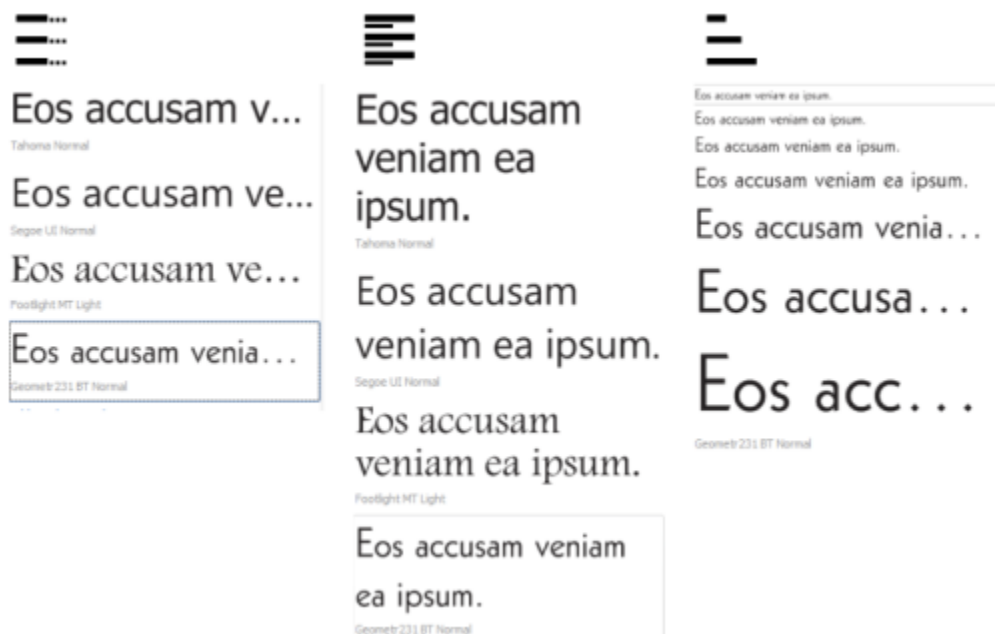 Eos accusam v...
Tahoma Normal
Eos accusam ve...
Segoe UI Normal
Eos accusam ve...
Footlight MT Light
Eos accusam venia...
Geometr231 BT Normal
Eos accusam
veniam ea
ipsum.
Tahoma Normal
Eos accusam
veniam ea ipsum.
Segoe UI Normal
Eos accusam
veniam ea ipsum.
Footlight MT Light
Eos accusam veniam
ea ipsum.
Geometr231 BT Normal
Eos accusam veniam ea ipsum.
Eos accusam veniam ea ipsum.
Eos accusam veniam ea ipsum.
Eos accusam veniam ea ipsum.
Eos accusam venia...
Eos accusa...
Eos acc...
Geometr231 BT Normal